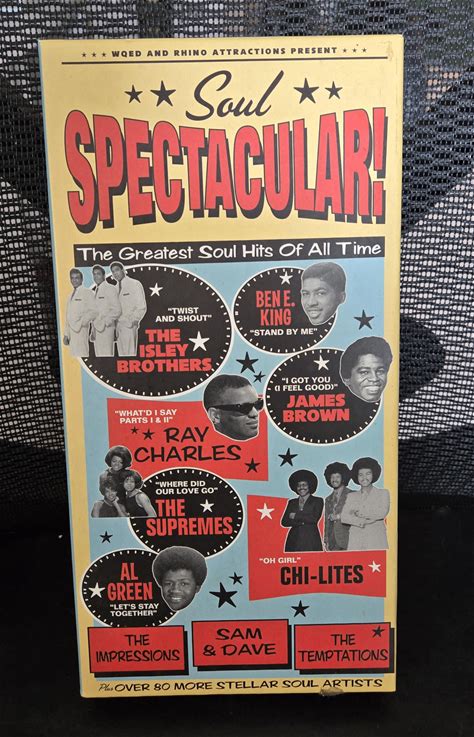 ★ ★ ★ WQED AND RHINO ATTRACTIONS PRESENT ★ ★ ★
Soul
SPECTACULAR!
The Greatest Soul Hits Of All Time
"TWIST
AND SHOUT"
THE
ISLEY
BROTHERS
BEN E.
KING
"STAND BY ME"
"I GOT YOU
(I FEEL GOOD)"
JAMES
BROWN
"WHAT'D I SAY
PARTS I & II"
RAY
CHARLES
"WHERE DID
OUR LOVE GO"
THE
SUPREMES
"OH GIRL"
CHI-LITES
AL
GREEN
"LET'S STAY
TOGETHER"
THE
IMPRESSIONS
SAM
& DAVE
THE
TEMPTATIONS
Plus OVER 80 MORE STELLAR SOUL ARTISTS